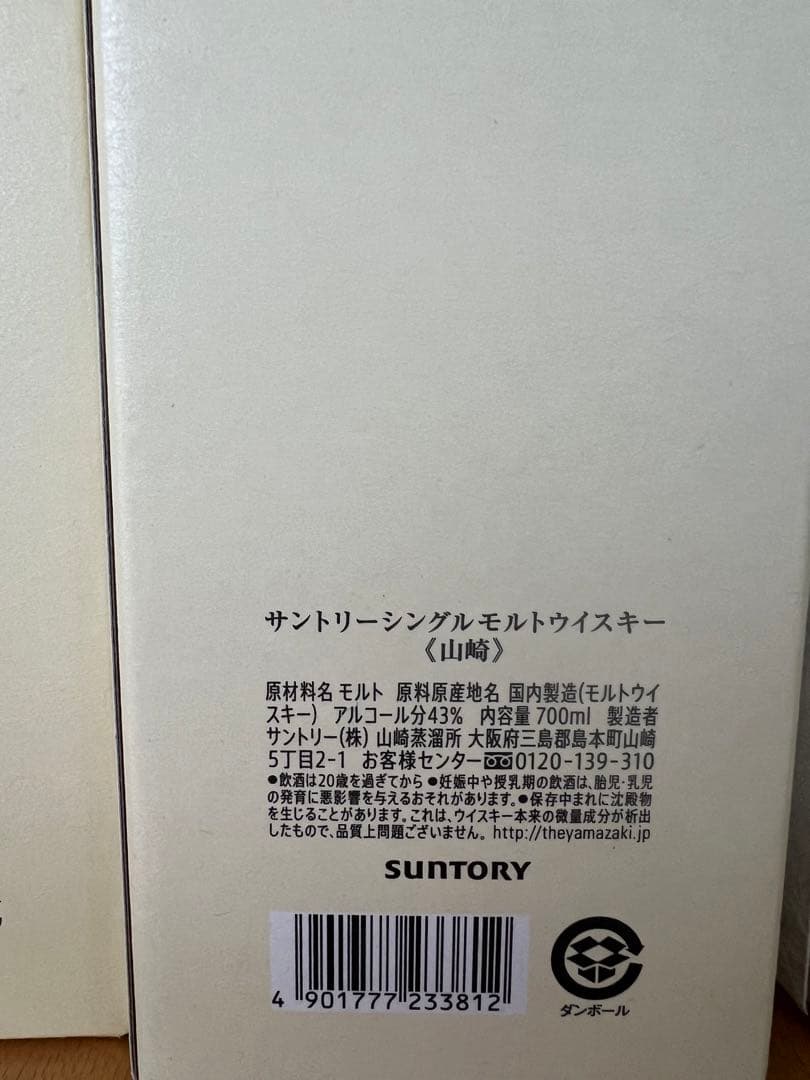 サントリーシングルモルトウイスキー
《山崎》
原材料名 モルト 原料原産地名 国内製造(モルトウイ
スキー) アルコール分43% 内容量 700ml 製造者
サントリー(株) 山崎蒸溜所 大阪府三島郡島本町山崎
5丁目2-1 お客様センター 0120-139-310
●飲酒は20歳を過ぎてから ●妊娠中や授乳期の飲酒は、胎児・乳児
の発育に悪影響を与えるおそれがあります。●保存中まれに沈殿物
を生じることがあります。これは、ウイスキー本来の微量成分が析出
したもので、品質上問題ございません。 http://theyamazaki.jp
SUNTORY
4 901777 233812
ダンボール